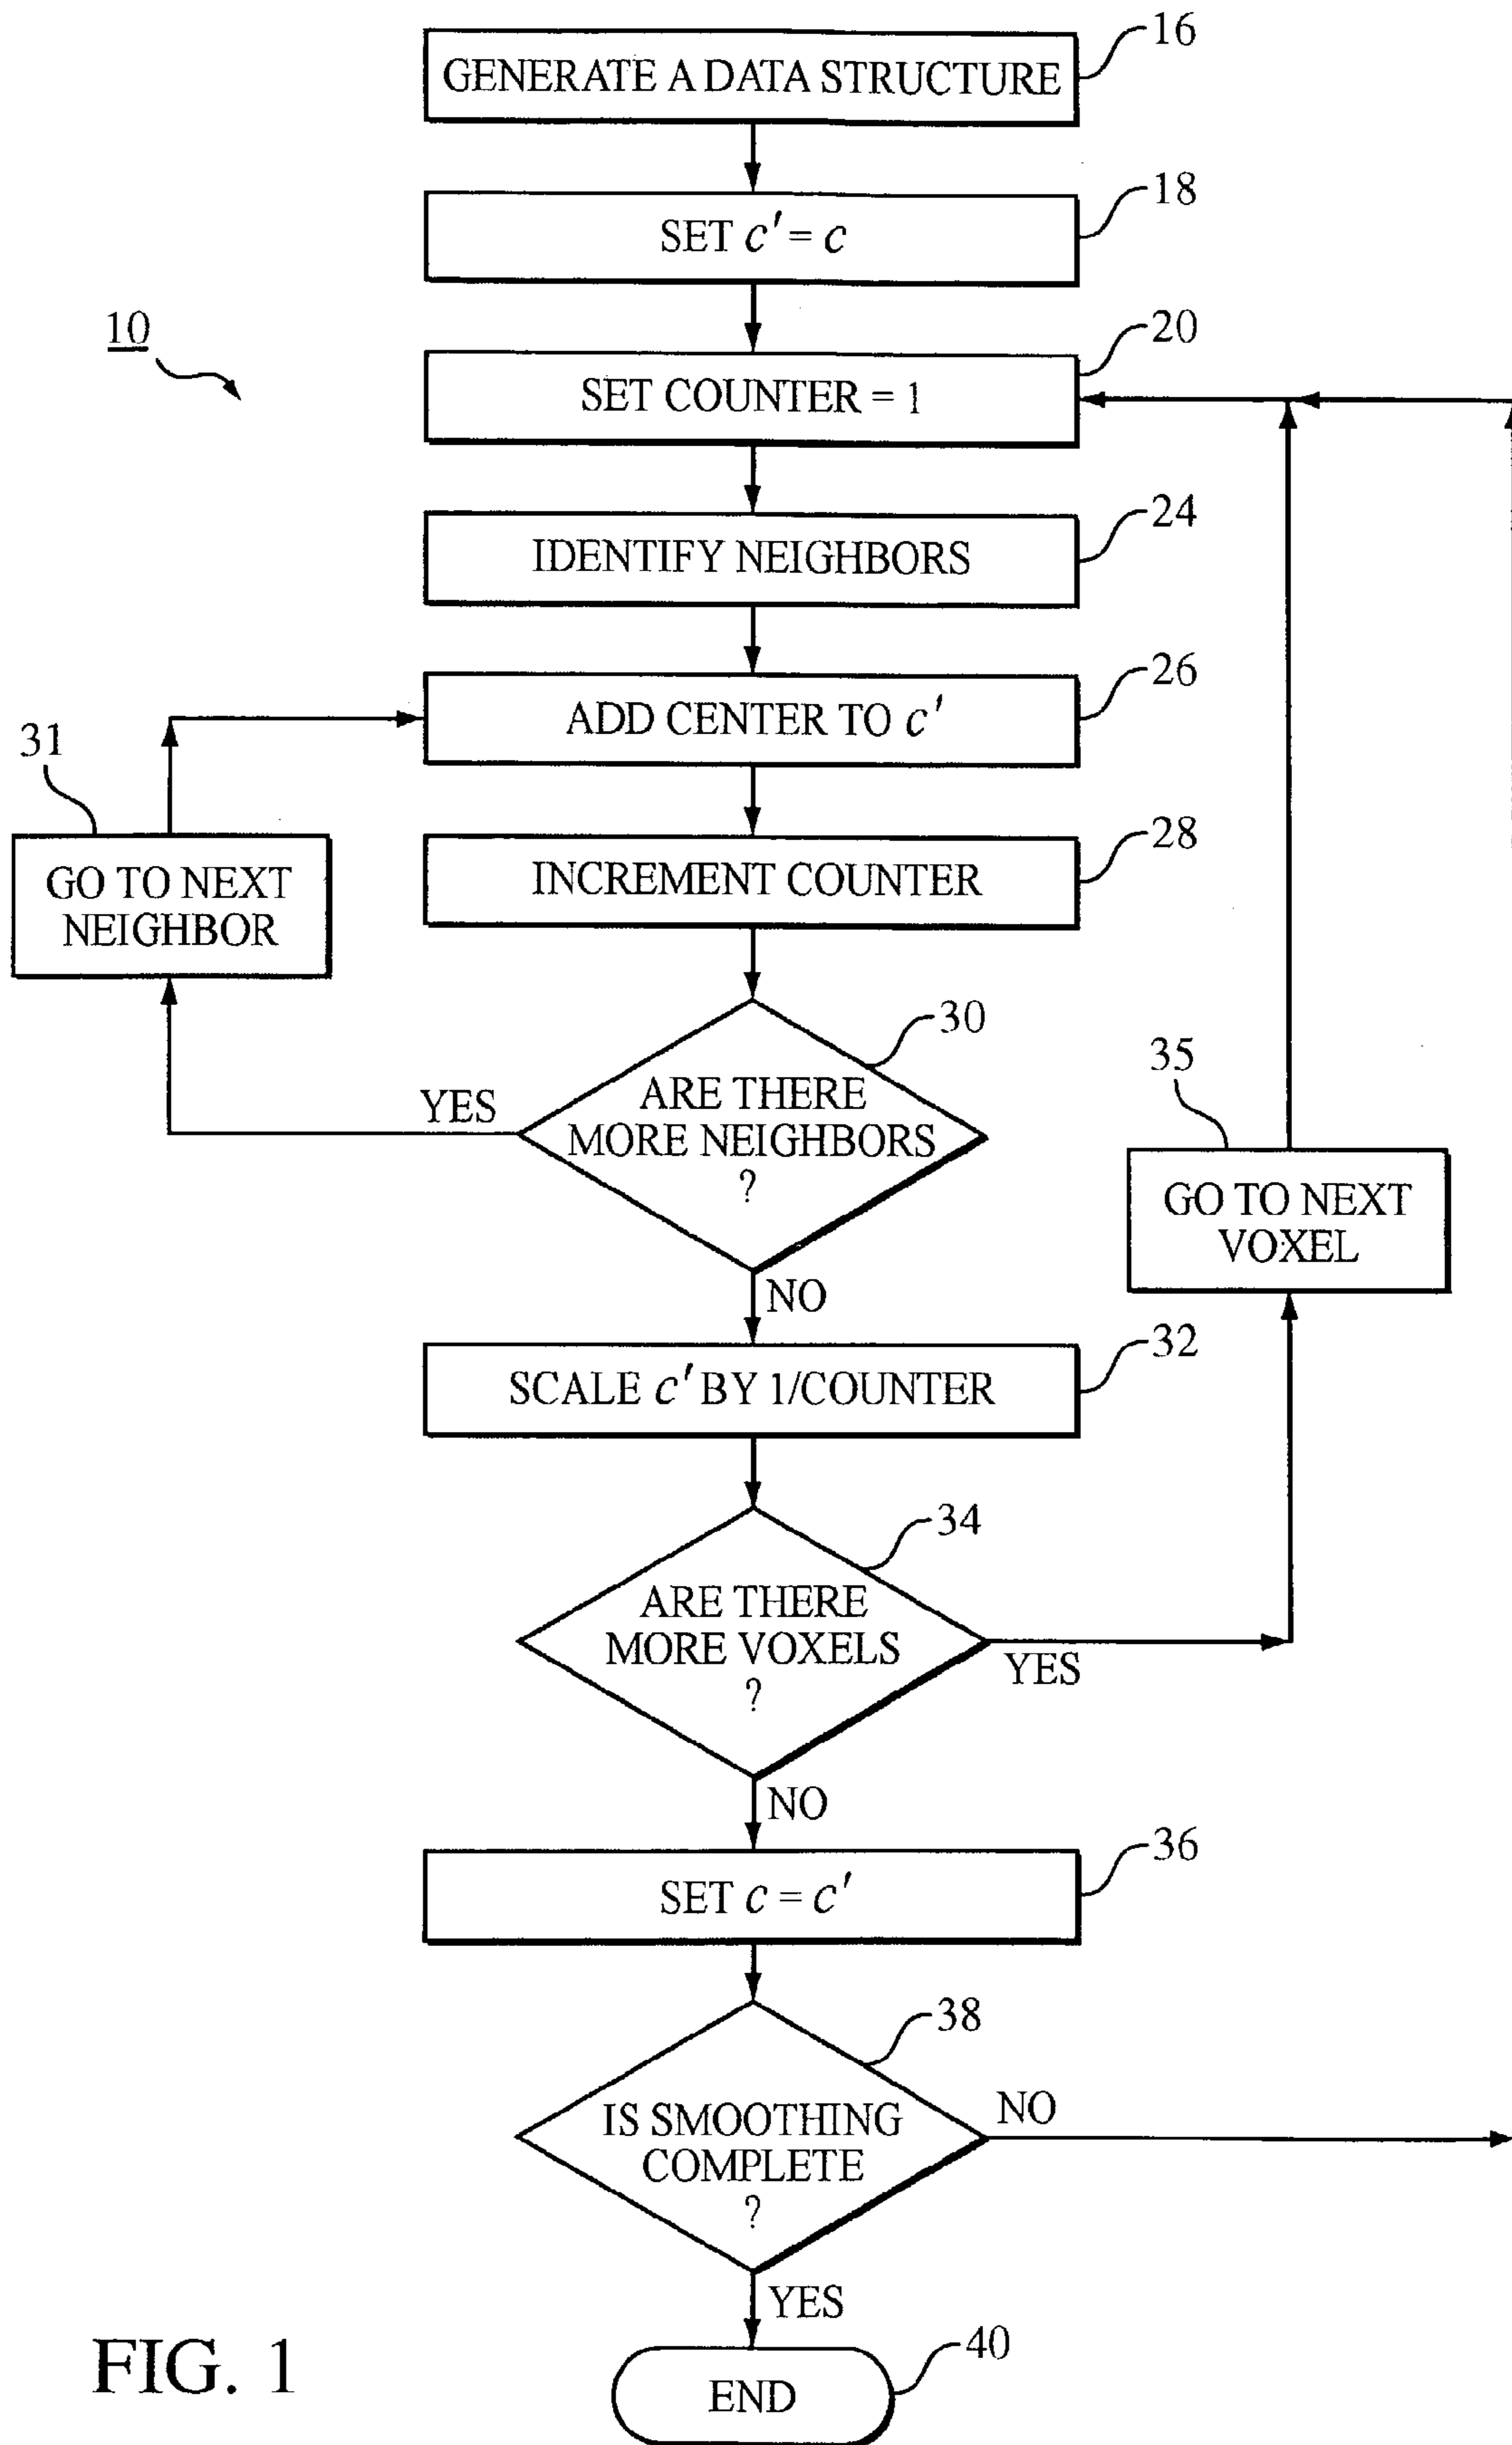 16
GENERATE A DATA STRUCTURE
18
SET c' = c
10
20
SET COUNTER = 1
24
IDENTIFY NEIGHBORS
26
ADD CENTER TO c'
31
GO TO NEXT
NEIGHBOR
28
INCREMENT COUNTER
30
ARE THERE
MORE NEIGHBORS
?
YES
NO
35
GO TO NEXT
VOXEL
32
SCALE c' BY 1/COUNTER
34
ARE THERE
MORE VOXELS
?
YES
NO
36
SET c = c'
38
IS SMOOTHING
COMPLETE
?
NO
YES
40
END
FIG. 1